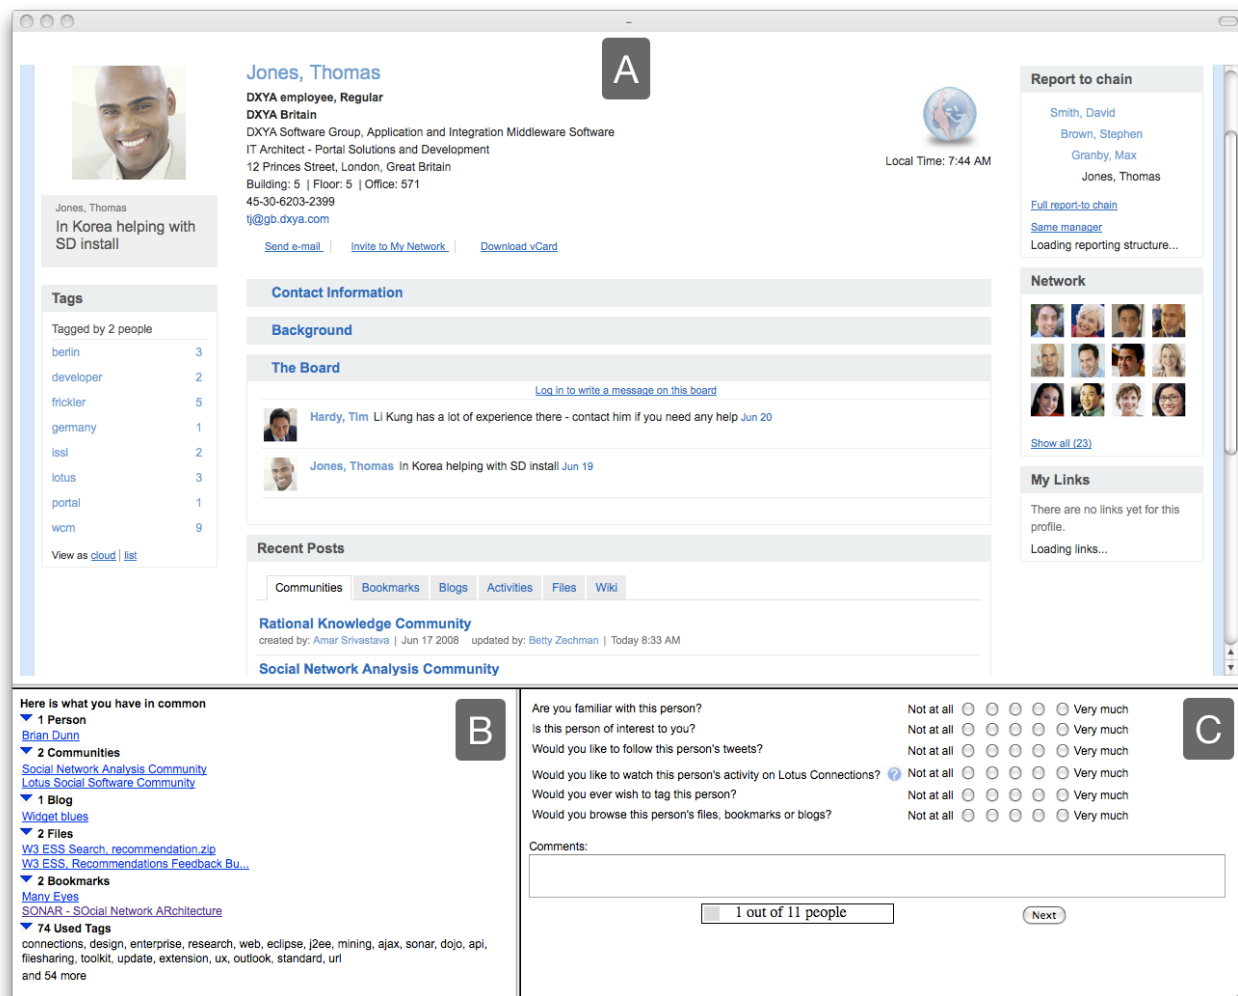 A
Jones, Thomas
DXYA employee, Regular
DXYA Britain
DXYA Software Group, Application and Integration Middleware Software
IT Architect - Portal Solutions and Development
12 Princes Street, London, Great Britain
Building: 5 | Floor: 5 | Office: 571
45-30-6203-2399
tj@gb.dxya.com
Send e-mail | Invite to My Network | Download vCard
Local Time: 7:44 AM
Jones, Thomas
In Korea helping with
SD install
Tags
Tagged by 2 people
berlin 3
developer 2
frickler 5
germany 1
issl 2
lotus 3
portal 1
wcm 9
View as cloud | list
Contact Information
Background
The Board
Log in to write a message on this board
Hardy, Tim Li Kung has a lot of experience there - contact him if you need any help Jun 20
Jones, Thomas In Korea helping with SD install Jun 19
Recent Posts
Communities Bookmarks Blogs Activities Files Wiki
Rational Knowledge Community
created by: Amar Srivastava | Jun 17 2008 updated by: Betty Zechman | Today 8:33 AM
Social Network Analysis Community
Report to chain
Smith, David
Brown, Stephen
Granby, Max
Jones, Thomas
Full report-to chain
Same manager
Loading reporting structure...
Network
Show all (23)
My Links
There are no links yet for this
profile.
Loading links...
B
Here is what you have in common
1 Person
Brian Dunn
2 Communities
Social Network Analysis Community
Lotus Social Software Community
1 Blog
Widget blues
2 Files
W3 ESS Search, recommendation.zip
W3 ESS, Recommendations Feedback Bu...
2 Bookmarks
Many Eyes
SONAR - SOcial Network ARchitecture
74 Used Tags
connections, design, enterprise, research, web, eclipse, j2ee, mining, ajax, sonar, dojo, api,
filesharing, toolkit, update, extension, ux, outlook, standard, url
and 54 more
C
Are you familiar with this person? Not at all Very much
Is this person of interest to you? Not at all Very much
Would you like to follow this person's tweets? Not at all Very much
Would you like to watch this person's activity on Lotus Connections? ? Not at all Very much
Would you ever wish to tag this person? Not at all Very much
Would you browse this person's files, bookmarks or blogs? Not at all Very much
Comments:
1 out of 11 people
Next